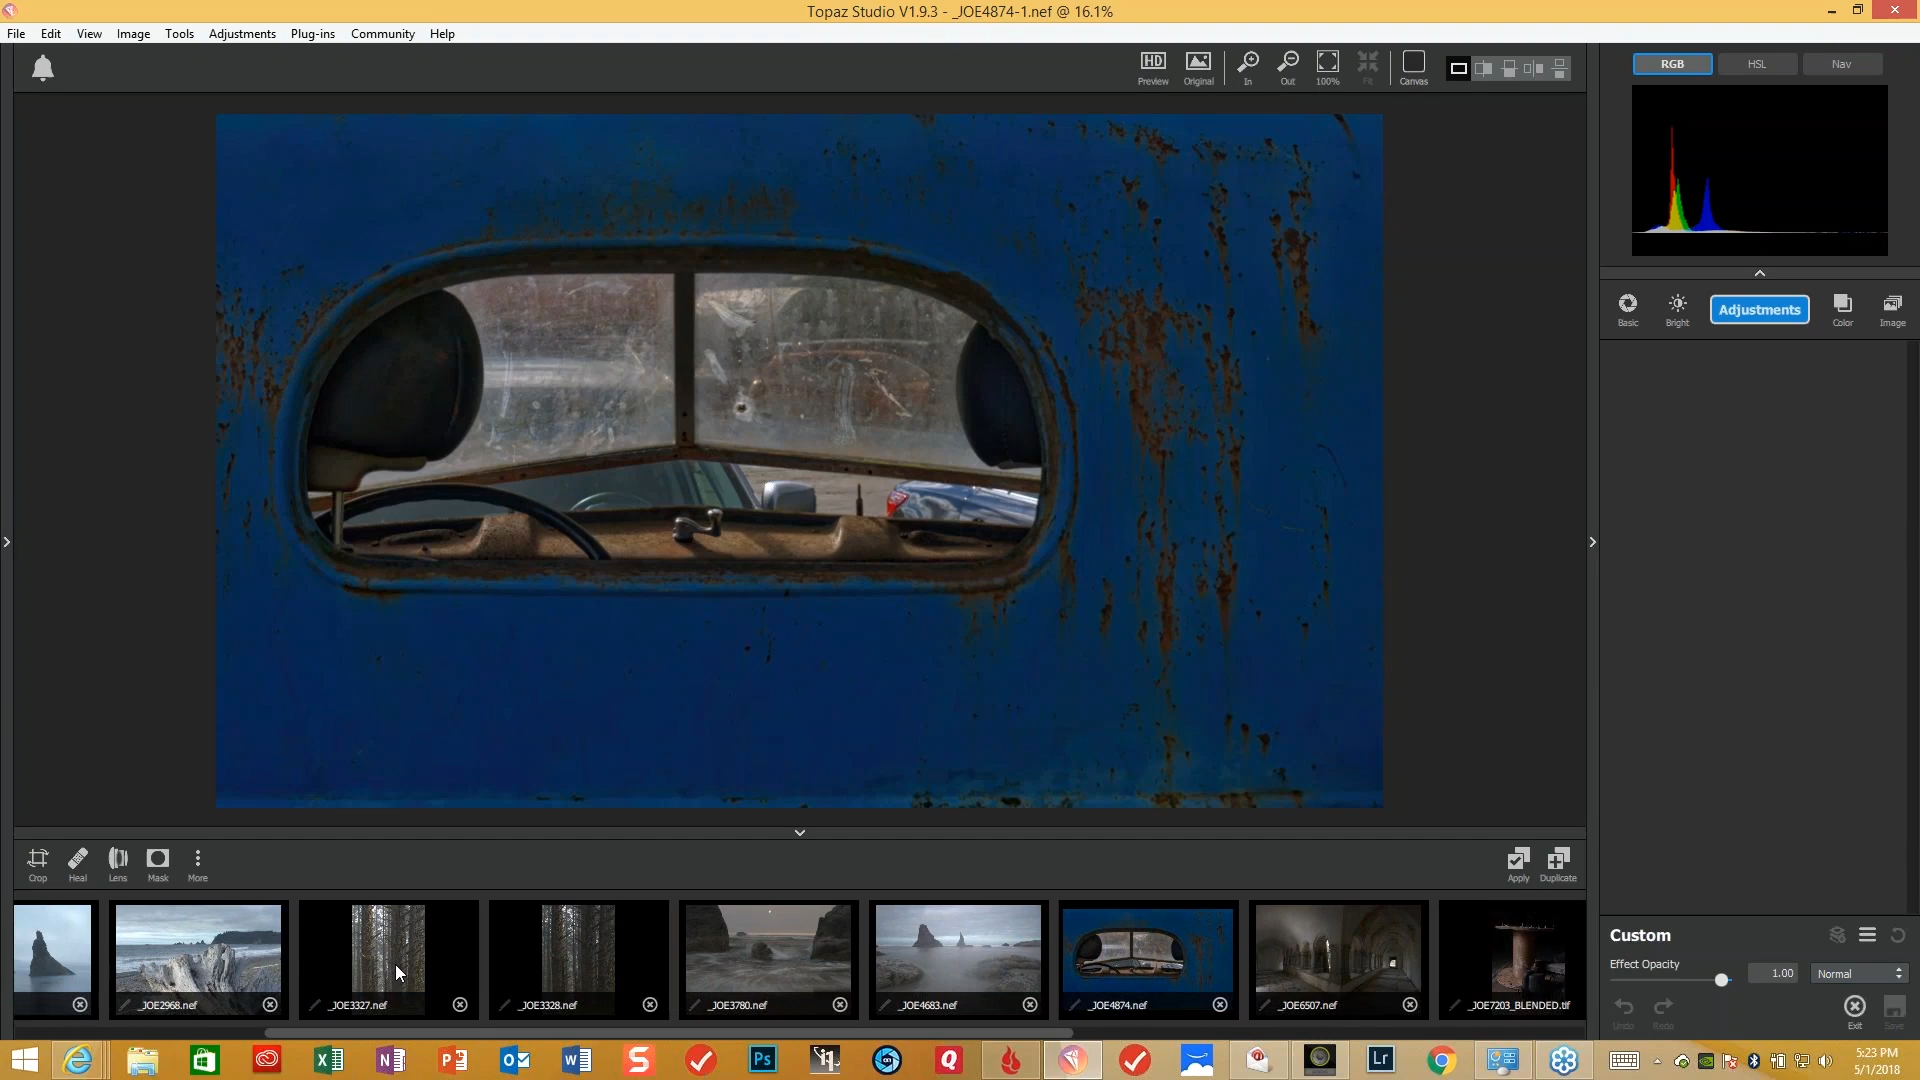 Topaz Studio V1.9.3 - _JOE4874-1.nef @ 16.1%
File Edit View Image Tools Adjustments Plug-ins Community Help
HD
Preview Original In Out 100% Fit Canvas
RGB HSL Nav
Basic Bright Adjustments Color Image
Crop Heal Lens Mask More Apply Duplicate
_JOE2968.nef _JOE3327.nef _JOE3328.nef _JOE3780.nef _JOE4683.nef _JOE4874.nef _JOE6507.nef _JOE7203_BLENDED.tif
Custom
Effect Opacity 1.00 Normal
Undo Redo Exit Save
Ps Lr
5:23 PM
5/1/2018